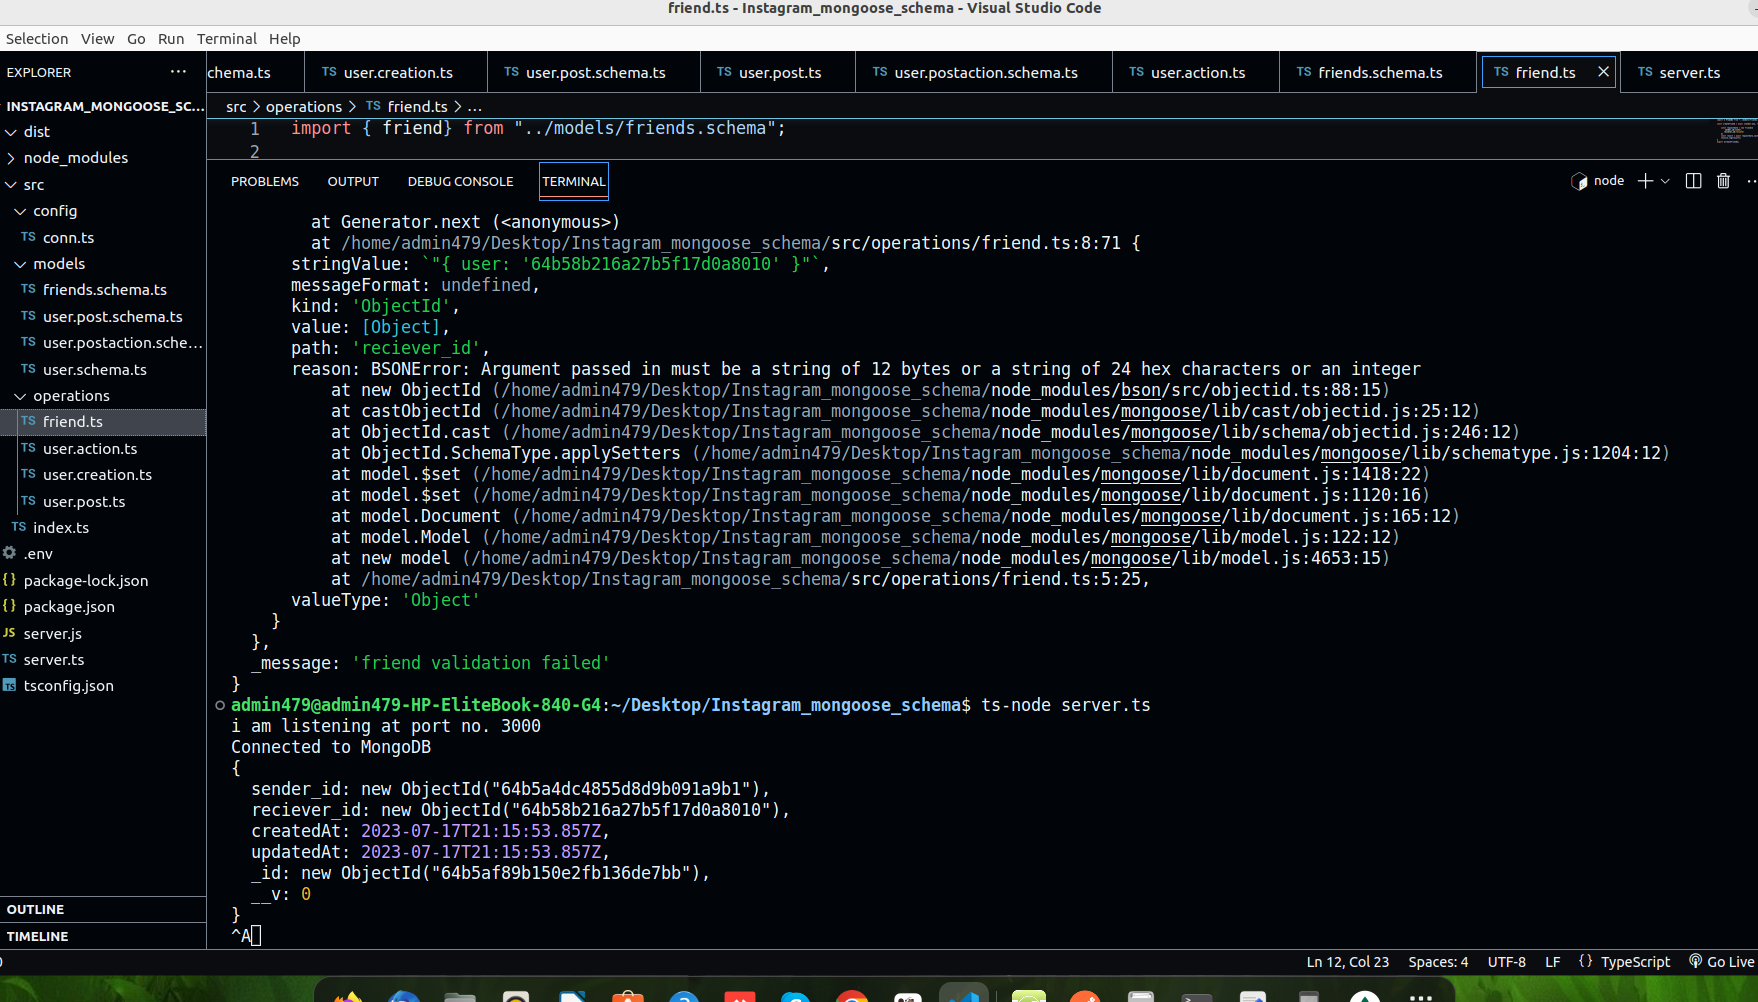 friend.ts - Instagram_mongoose_schema - Visual Studio Code
Selection View Go Run Terminal Help
EXPLORER ···
chema.ts TS user.creation.ts TS user.post.schema.ts TS user.post.ts TS user.postaction.schema.ts TS user.action.ts TS friends.schema.ts TS friend.ts TS server.ts
INSTAGRAM_MONGOOSE_SC...
dist
node_modules
src
config
TS conn.ts
models
TS friends.schema.ts
TS user.post.schema.ts
TS user.postaction.sche...
TS user.schema.ts
operations
TS friend.ts
TS user.action.ts
TS user.creation.ts
TS user.post.ts
TS index.ts
.env
{} package-lock.json
{} package.json
JS server.js
TS server.ts
TS tsconfig.json
OUTLINE
TIMELINE
src > operations > TS friend.ts > ...
1 import { friend} from "../models/friends.schema";
2
PROBLEMS OUTPUT DEBUG CONSOLE TERMINAL
node
at Generator.next (<anonymous>)
at /home/admin479/Desktop/Instagram_mongoose_schema/src/operations/friend.ts:8:71 {
stringValue: `"{ user: '64b58b216a27b5f17d0a8010' }"`,
messageFormat: undefined,
kind: 'ObjectId',
value: [Object],
path: 'reciever_id',
reason: BSONError: Argument passed in must be a string of 12 bytes or a string of 24 hex characters or an integer
at new ObjectId (/home/admin479/Desktop/Instagram_mongoose_schema/node_modules/bson/src/objectid.ts:88:15)
at castObjectId (/home/admin479/Desktop/Instagram_mongoose_schema/node_modules/mongoose/lib/cast/objectid.js:25:12)
at ObjectId.cast (/home/admin479/Desktop/Instagram_mongoose_schema/node_modules/mongoose/lib/schema/objectid.js:246:12)
at ObjectId.SchemaType.applySetters (/home/admin479/Desktop/Instagram_mongoose_schema/node_modules/mongoose/lib/schematype.js:1204:12)
at model.$set (/home/admin479/Desktop/Instagram_mongoose_schema/node_modules/mongoose/lib/document.js:1418:22)
at model.$set (/home/admin479/Desktop/Instagram_mongoose_schema/node_modules/mongoose/lib/document.js:1120:16)
at model.Document (/home/admin479/Desktop/Instagram_mongoose_schema/node_modules/mongoose/lib/document.js:165:12)
at model.Model (/home/admin479/Desktop/Instagram_mongoose_schema/node_modules/mongoose/lib/model.js:122:12)
at new model (/home/admin479/Desktop/Instagram_mongoose_schema/node_modules/mongoose/lib/model.js:4653:15)
at /home/admin479/Desktop/Instagram_mongoose_schema/src/operations/friend.ts:5:25,
valueType: 'Object'
}
},
_message: 'friend validation failed'
}
admin479@admin479-HP-EliteBook-840-G4:~/Desktop/Instagram_mongoose_schema$ ts-node server.ts
i am listening at port no. 3000
Connected to MongoDB
{
sender_id: new ObjectId("64b5a4dc4855d8d9b091a9b1"),
reciever_id: new ObjectId("64b58b216a27b5f17d0a8010"),
createdAt: 2023-07-17T21:15:53.857Z,
updatedAt: 2023-07-17T21:15:53.857Z,
_id: new ObjectId("64b5af89b150e2fb136de7bb"),
__v: 0
}
^A
Ln 12, Col 23 Spaces: 4 UTF-8 LF {} TypeScript Go Live